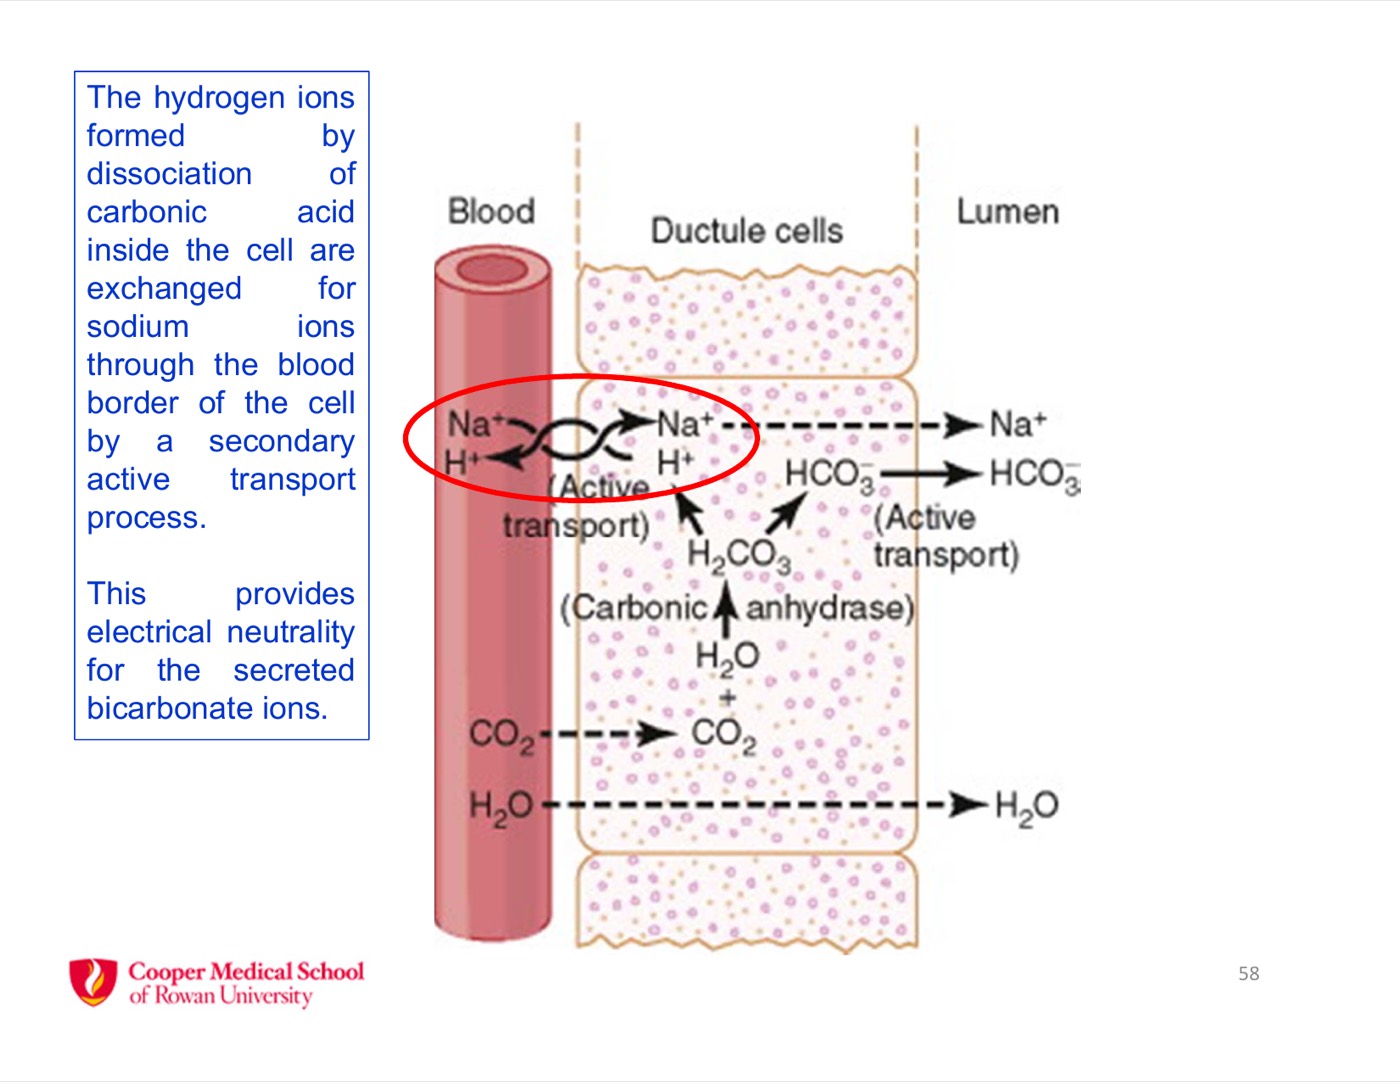 The hydrogen ions
formed by
dissociation of
carbonic acid
inside the cell are
exchanged for
sodium ions
through the blood
border of the cell
by a secondary
active transport
process.
This provides
electrical neutrality
for the secreted
bicarbonate ions.
Blood
Ductule cells
Lumen
Na⁺ Na⁺ Na⁺
H⁺ H⁺ HCO₃⁻ HCO₃⁻
(Active
transport)
(Active
transport)
H₂CO₃
(Carbonic anhydrase)
H₂O
+
CO₂ CO₂
H₂O H₂O
Cooper Medical School
of Rowan University
58